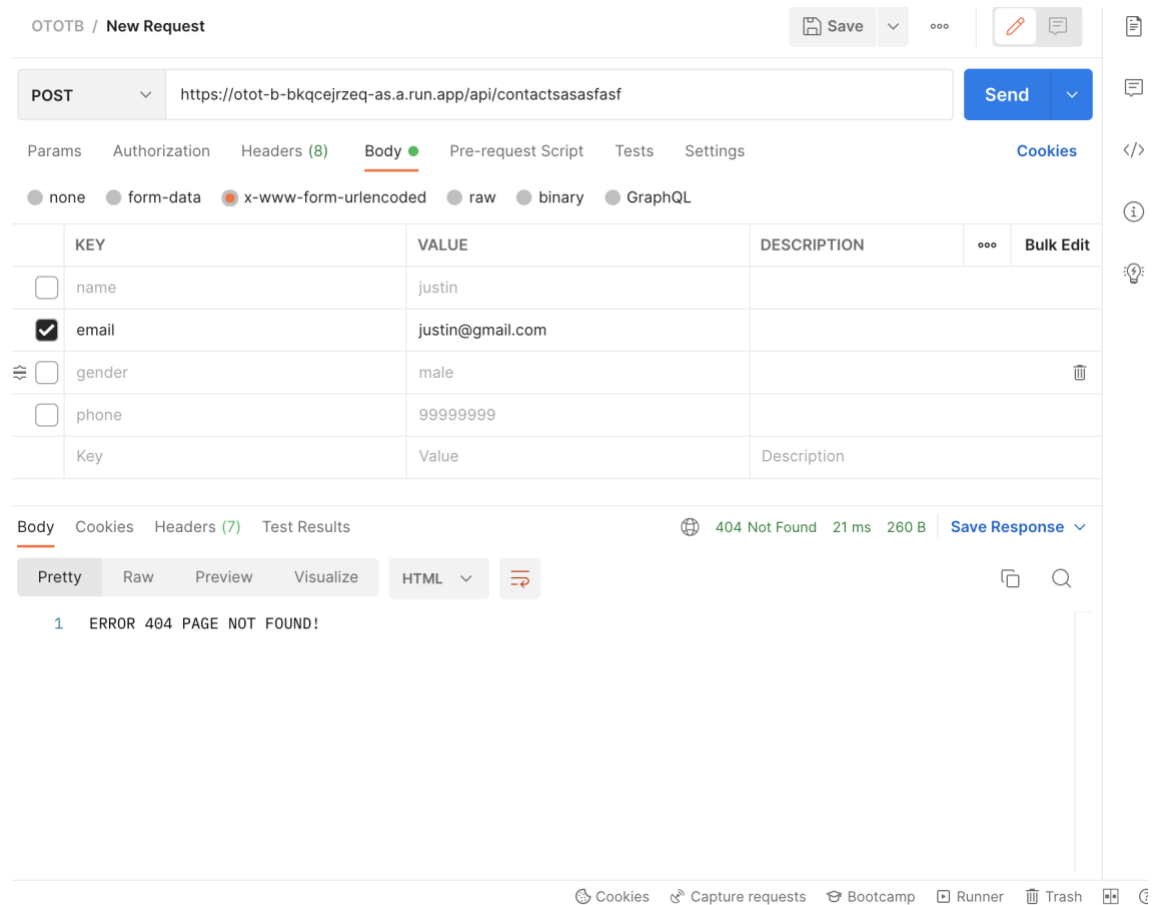 OTOTB / New Request
Save
POST
https://otot-b-bkqcejrzeq-as.a.run.app/api/contactsasasfasf
Send
Params Authorization Headers (8) Body Pre-request Script Tests Settings Cookies
none form-data x-www-form-urlencoded raw binary GraphQL
KEY VALUE DESCRIPTION Bulk Edit
name justin
email justin@gmail.com
gender male
phone 99999999
Key Value Description
Body Cookies Headers (7) Test Results 404 Not Found 21 ms 260 B Save Response
Pretty Raw Preview Visualize HTML
1 ERROR 404 PAGE NOT FOUND!
Cookies Capture requests Bootcamp Runner Trash